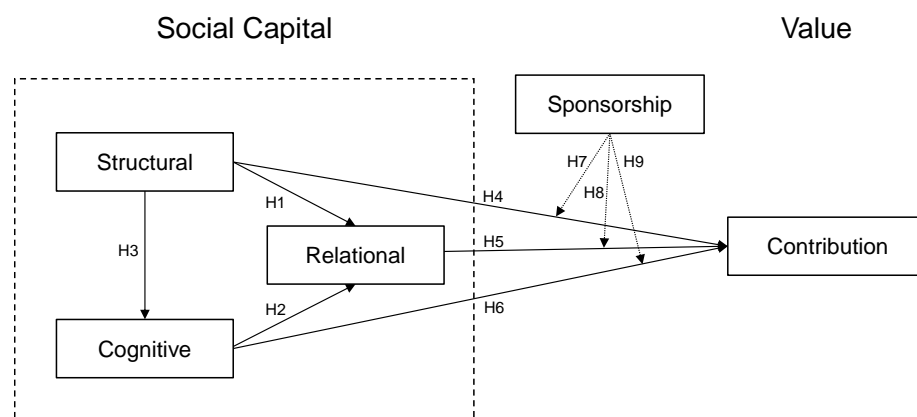 Social Capital
Value
Sponsorship
Structural
H7
H9
H8
H1
H4
Relational
H5
Contribution
H3
H2
H6
Cognitive